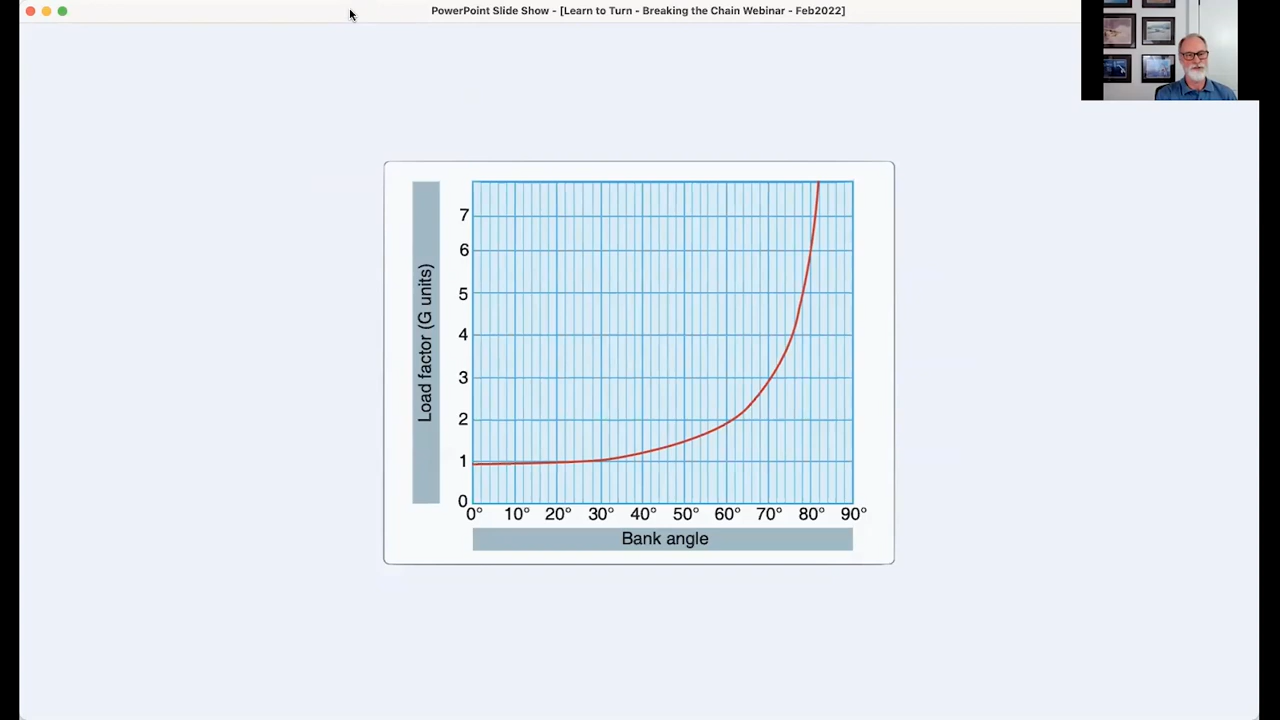 PowerPoint Slide Show - [Learn to Turn - Breaking the Chain Webinar - Feb2022]
Load factor (G units)
7
6
5
4
3
2
1
0
0° 10° 20° 30° 40° 50° 60° 70° 80° 90°
Bank angle